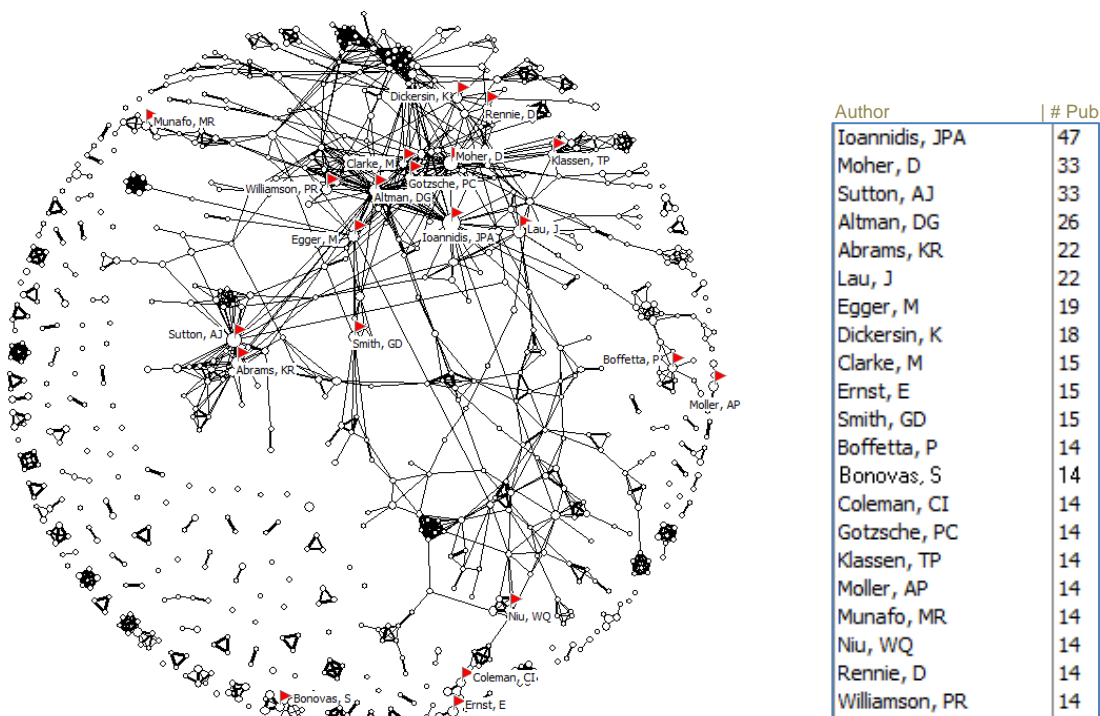 Dickersin, K
Rennie, D
Munafo, MR
Clarke, M
Moher, D
Klassen, TP
Williamson, PR
Gotzsche, PC
Altman, DG
Egger, M
Ioannidis, JPA
Lau, J
Sutton, AJ
Smith, GD
Abrams, KR
Boffetta, P
Moller, AP
Niu, WQ
Coleman, CI
Bonovas, S
Ernst, E
Author | # Pub
Ioannidis, JPA 47
Moher, D 33
Sutton, AJ 33
Altman, DG 26
Abrams, KR 22
Lau, J 22
Egger, M 19
Dickersin, K 18
Clarke, M 15
Ernst, E 15
Smith, GD 15
Boffetta, P 14
Bonovas, S 14
Coleman, CI 14
Gotzsche, PC 14
Klassen, TP 14
Moller, AP 14
Munafo, MR 14
Niu, WQ 14
Rennie, D 14
Williamson, PR 14